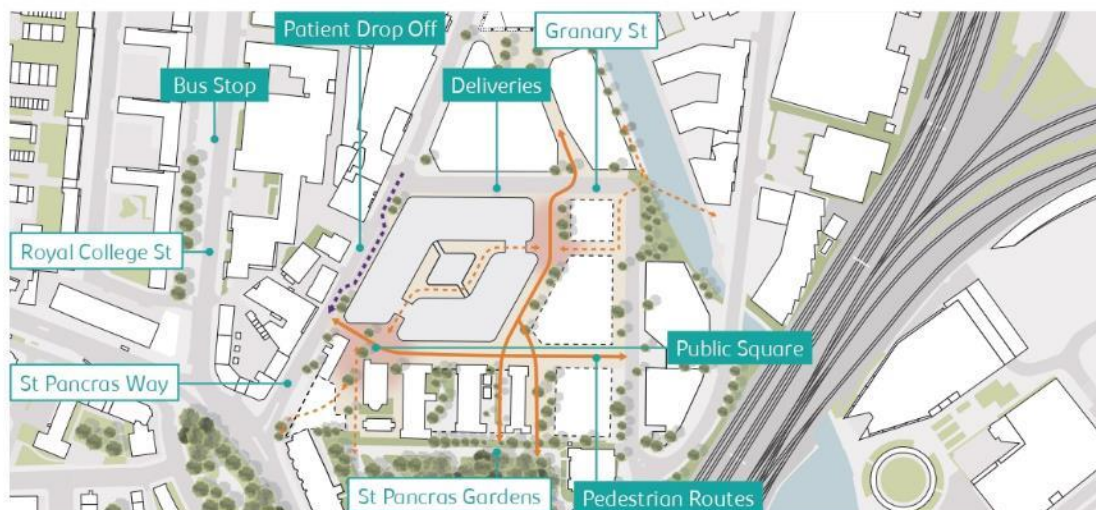 Patient Drop Off
Granary St
Bus Stop
Deliveries
Royal College St
Public Square
St Pancras Way
St Pancras Gardens
Pedestrian Routes